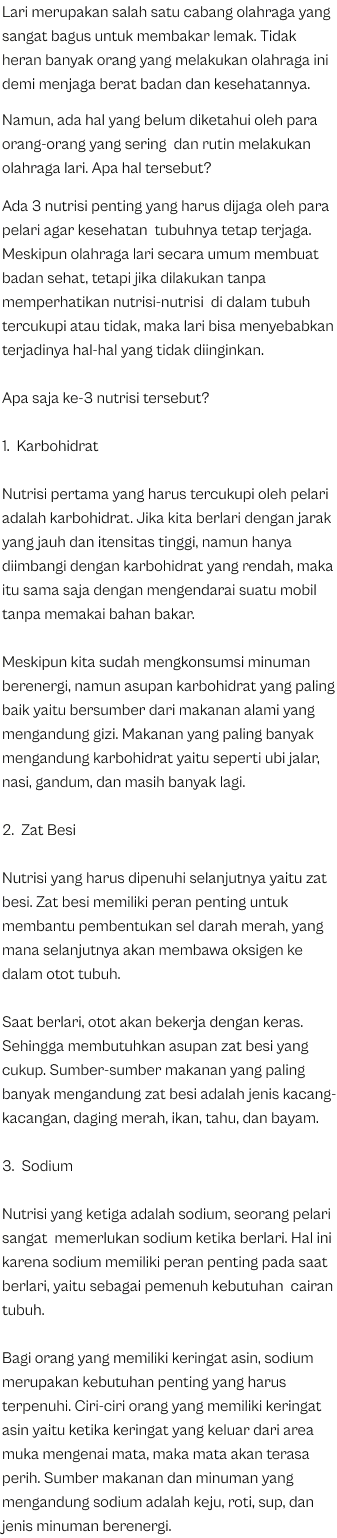 Lari merupakan salah satu cabang olahraga yang
sangat bagus untuk membakar lemak. Tidak
heran banyak orang yang melakukan olahraga ini
demi menjaga berat badan dan kesehatannya.
Namun, ada hal yang belum diketahui oleh para
orang-orang yang sering dan rutin melakukan
olahraga lari. Apa hal tersebut?
Ada 3 nutrisi penting yang harus dijaga oleh para
pelari agar kesehatan tubuhnya tetap terjaga.
Meskipun olahraga lari secara umum membuat
badan sehat, tetapi jika dilakukan tanpa
memperhatikan nutrisi-nutrisi di dalam tubuh
tercukupi atau tidak, maka lari bisa menyebabkan
terjadinya hal-hal yang tidak diinginkan.
Apa saja ke-3 nutrisi tersebut?
1. Karbohidrat
Nutrisi pertama yang harus tercukupi oleh pelari
adalah karbohidrat. Jika kita berlari dengan jarak
yang jauh dan itensitas tinggi, namun hanya
diimbangi dengan karbohidrat yang rendah, maka
itu sama saja dengan mengendarai suatu mobil
tanpa memakai bahan bakar.
Meskipun kita sudah mengkonsumsi minuman
berenergi, namun asupan karbohidrat yang paling
baik yaitu bersumber dari makanan alami yang
mengandung gizi. Makanan yang paling banyak
mengandung karbohidrat yaitu seperti ubi jalar,
nasi, gandum, dan masih banyak lagi.
2. Zat Besi
Nutrisi yang harus dipenuhi selanjutnya yaitu zat
besi. Zat besi memiliki peran penting untuk
membantu pembentukan sel darah merah, yang
mana selanjutnya akan membawa oksigen ke
dalam otot tubuh.
Saat berlari, otot akan bekerja dengan keras.
Sehingga membutuhkan asupan zat besi yang
cukup. Sumber-sumber makanan yang paling
banyak mengandung zat besi adalah jenis kacang-
kacangan, daging merah, ikan, tahu, dan bayam.
3. Sodium
Nutrisi yang ketiga adalah sodium, seorang pelari
sangat memerlukan sodium ketika berlari. Hal ini
karena sodium memiliki peran penting pada saat
berlari, yaitu sebagai pemenuh kebutuhan cairan
tubuh.
Bagi orang yang memiliki keringat asin, sodium
merupakan kebutuhan penting yang harus
terpenuhi. Ciri-ciri orang yang memiliki keringat
asin yaitu ketika keringat yang keluar dari area
muka mengenai mata, maka mata akan terasa
perih. Sumber makanan dan minuman yang
mengandung sodium adalah keju, roti, sup, dan
jenis minuman berenergi.